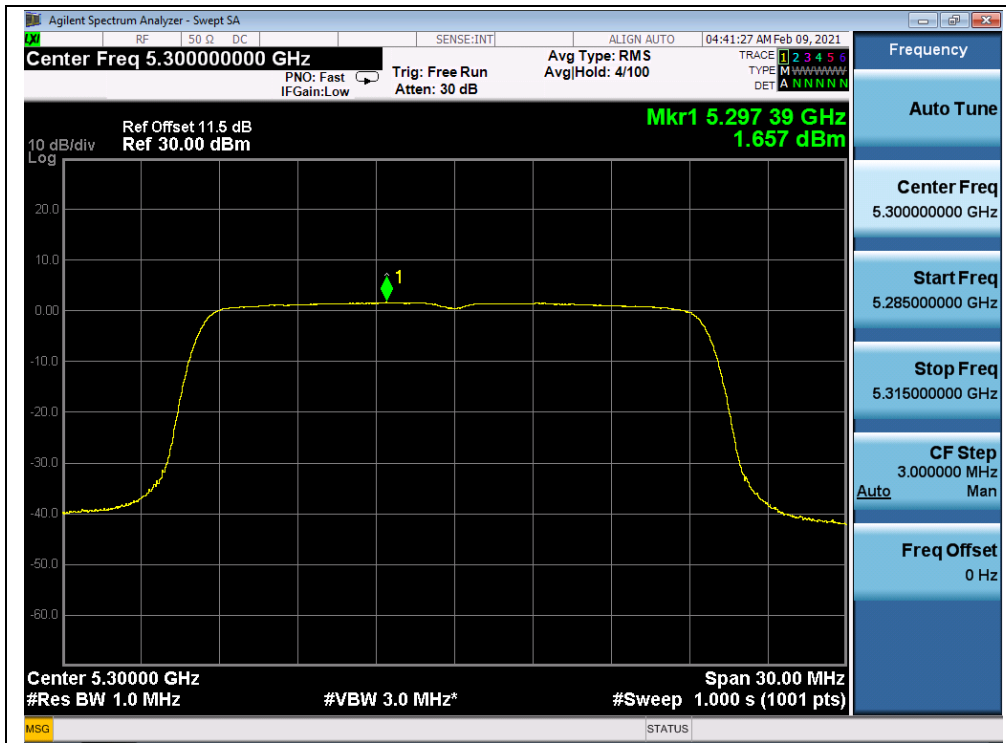 Agilent Spectrum Analyzer - Swept SA
LXI RF 50 Ω DC SENSE:INT ALIGN AUTO 04:41:27 AM Feb 09, 2021
Center Freq 5.300000000 GHz
PNO: Fast
IFGain:Low
Trig: Free Run
Atten: 30 dB
Avg Type: RMS
Avg|Hold: 4/100
TRACE 1 2 3 4 5 6
TYPE M WWWWW
DET A N N N N N
Mkr1 5.297 39 GHz
1.657 dBm
Ref Offset 11.5 dB
10 dB/div Ref 30.00 dBm
Log
20.0
10.0
1
0.00
-10.0
-20.0
-30.0
-40.0
-50.0
-60.0
Center 5.30000 GHz Span 30.00 MHz
#Res BW 1.0 MHz #VBW 3.0 MHz* #Sweep 1.000 s (1001 pts)
MSG STATUS
Frequency
Auto Tune
Center Freq
5.300000000 GHz
Start Freq
5.285000000 GHz
Stop Freq
5.315000000 GHz
CF Step
3.000000 MHz
Auto Man
Freq Offset
0 Hz